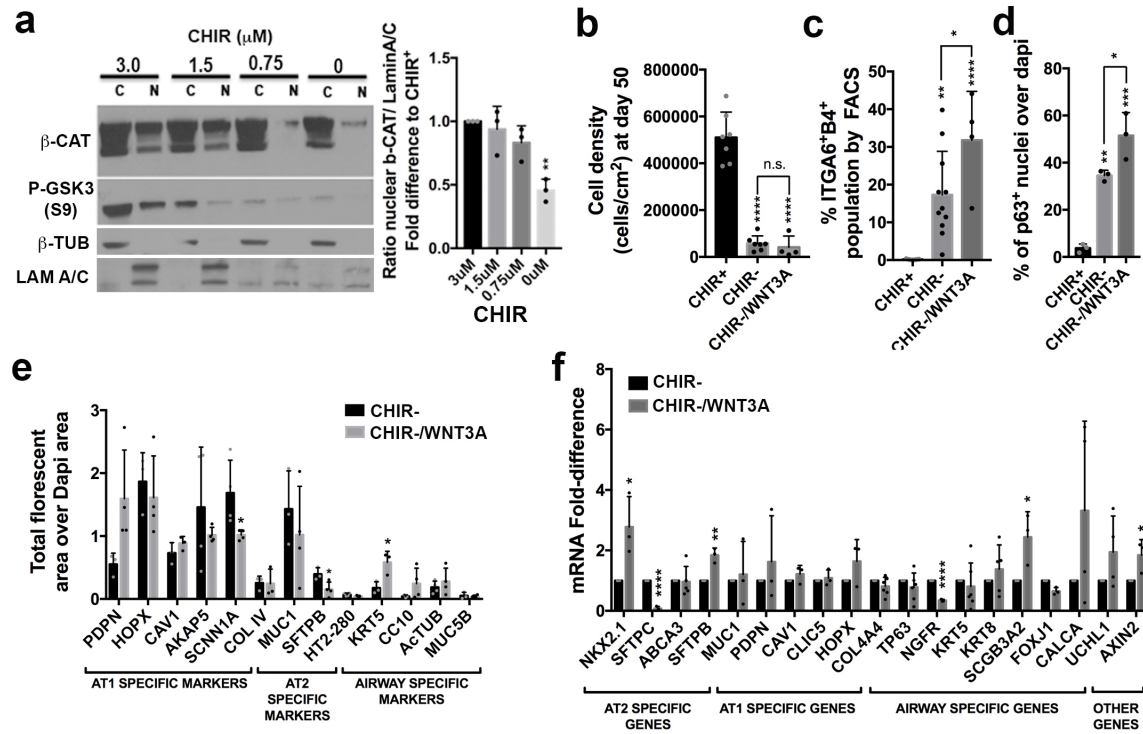 a
CHIR (μM)
3.0 1.5 0.75 0
C N C N C N C N
β-CAT
P-GSK3
(S9)
β-TUB
LAM A/C
Ratio nuclear b-CAT/ LaminA/C
Fold difference to CHIR⁺
1.5
1.0
0.5
0.0
**
3uM 1.5uM 0.75uM 0uM
CHIR
b
Cell density
(cells/cm²) at day 50
800000
600000
400000
200000
0
n.s.
**** ****
CHIR+ CHIR- CHIR-/WNT3A
c
% ITGA6⁺B4⁺
population by FACS
50
40
30
20
10
0
*
** ****
CHIR+ CHIR- CHIR-/WNT3A
d
% of p63⁺ nuclei over dapi
80
60
40
20
0
*
** ***
CHIR+ CHIR- CHIR-/WNT3A
e
Total florescent
area over Dapi area
3
2
1
0
CHIR-
CHIR-/WNT3A
* * *
PDPN HOPX CAV1 AKAP5 SCNN1A COL IV MUC1 SFTPB HT2-280 KRT5 CC10 AcTUB MUC5B
AT1 SPECIFIC MARKERS
AT2
SPECIFIC
MARKERS
AIRWAY SPECIFIC
MARKERS
f
mRNA Fold-difference
8
6
4
2
0
CHIR-
CHIR-/WNT3A
* **** ** **** * *
NKX2.1 SFTPC ABCA3 SFTPB MUC1 PDPN CAV1 CLIC5 HOPX COL4A4 TP63 NGFR KRT5 KRT8 SCGB3A2 FOXJ1 CALCA UCHL1 AXIN2
AT2 SPECIFIC
GENES
AT1 SPECIFIC GENES
AIRWAY SPECIFIC GENES
OTHER
GENES